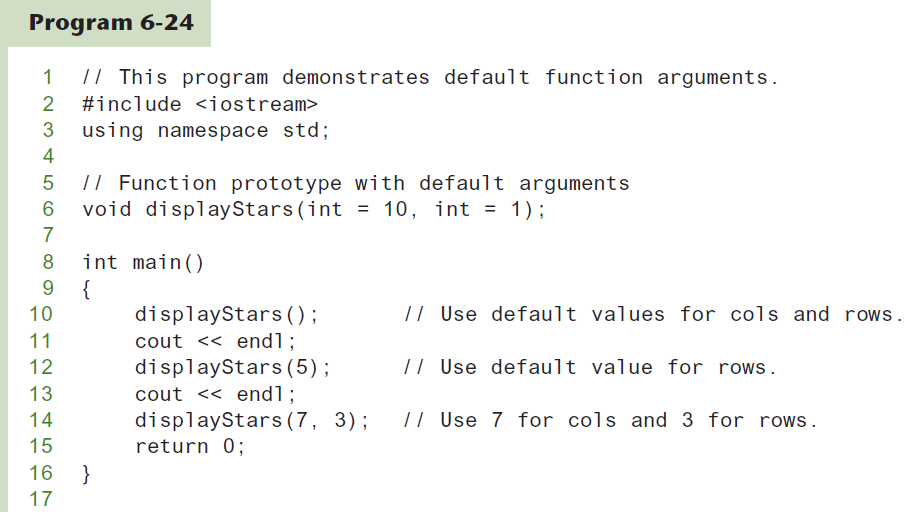 Program 6-24
1 // This program demonstrates default function arguments.
2 #include <iostream>
3 using namespace std;
4
5 // Function prototype with default arguments
6 void displayStars(int = 10, int = 1);
7
8 int main()
9 {
10 displayStars(); // Use default values for cols and rows.
11 cout << endl;
12 displayStars(5); // Use default value for rows.
13 cout << endl;
14 displayStars(7, 3); // Use 7 for cols and 3 for rows.
15 return 0;
16 }
17